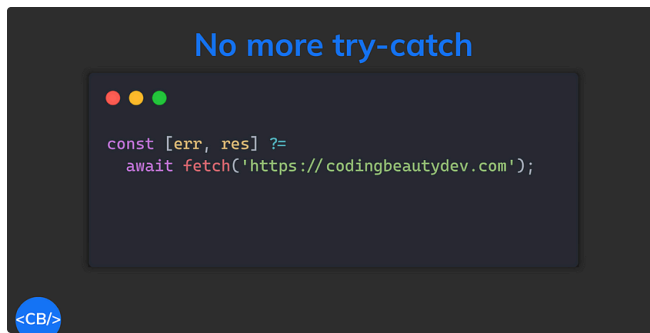 No more try-catch
const [err, res] ?=
await fetch('https://codingbeautydev.com');
<CB/>